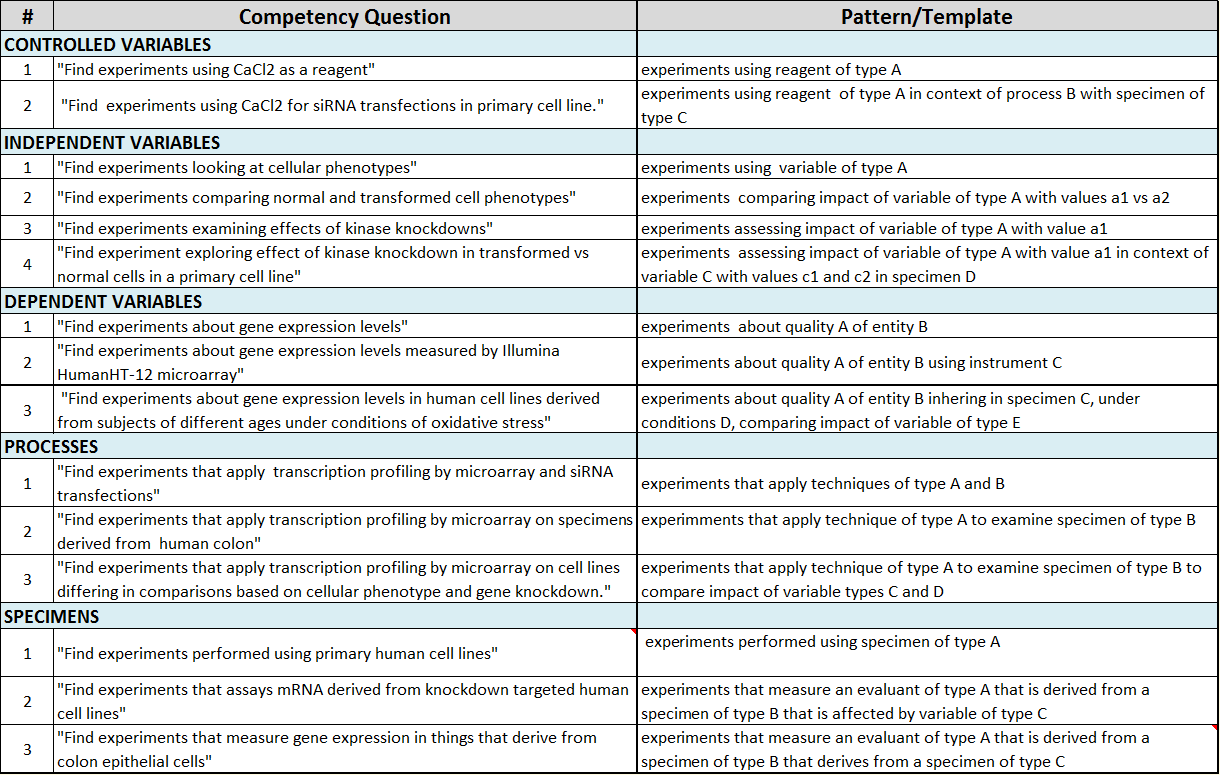 # Competency Question Pattern/Template
CONTROLLED VARIABLES
1 "Find experiments using CaCl2 as a reagent" experiments using reagent of type A
2 "Find  experiments using CaCl2 for siRNA transfections in primary cell line." experiments using reagent  of type A in context of process B with specimen of
type C
INDEPENDENT VARIABLES
1 "Find experiments looking at cellular phenotypes" experiments using  variable of type A
2 "Find experiments comparing normal and transformed cell phenotypes" experiments  comparing impact of variable of type A with values a1 vs a2
3 "Find experiments examining effects of kinase knockdowns" experiments assessing impact of variable of type A with value a1
4 "Find experiment exploring effect of kinase knockdown in transformed vs
normal cells in a primary cell line" experiments  assessing impact of variable of type A with value a1 in context of
variable C with values c1 and c2 in specimen D
DEPENDENT VARIABLES
1 "Find experiments about gene expression levels" experiments  about quality A of entity B
2 "Find experiments about gene expression levels measured by Illumina
HumanHT-12 microarray" experiments about quality A of entity B using instrument C
3 "Find experiments about gene expression levels in human cell lines derived
from subjects of different ages under conditions of oxidative stress" experiments about quality A of entity B inhering in specimen C, under
conditions D, comparing impact of variable of type E
PROCESSES
1 "Find experiments that apply  transcription profiling by microarray and siRNA
transfections" experiments that apply techniques of type A and B
2 "Find experiments that apply transcription profiling by microarray on specimens
derived from  human colon" experimments that apply technique of type A to examine specimen of type B
3 "Find experiments that apply transcription profiling by microarray on cell lines
differing in comparisons based on cellular phenotype and gene knockdown." experiments that apply technique of type A to examine specimen of type B to
compare impact of variable types C and D
SPECIMENS
1 "Find experiments performed using primary human cell lines" experiments performed using specimen of type A
2 "Find experiments that assays mRNA derived from knockdown targeted human
cell lines" experiments that measure an evaluant of type A that is derived from a
specimen of type B that is affected by variable of type C
3 "Find experiments that measure gene expression in things that derive from
colon epithelial cells" experiments that measure an evaluant of type A that is derived from a
specimen of type B that derives from a specimen of type C